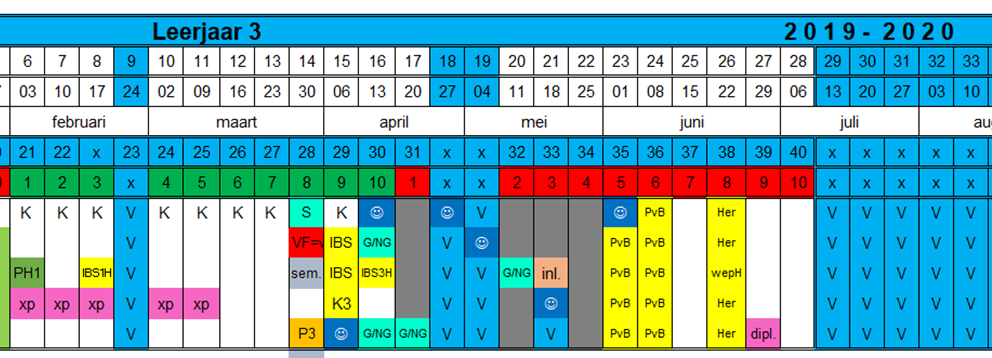 Leerjaar 3 2019- 2020
6 7 8 9 10 11 12 13 14 15 16 17 18 19 20 21 22 23 24 25 26 27 28 29 30 31 32 33
03 10 17 24 02 09 16 23 30 06 13 20 27 04 11 18 25 01 08 15 22 29 06 13 20 27 03 10
februari maart april mei juni juli au
21 22 x 23 24 25 26 27 28 29 30 31 x x 32 33 34 35 36 37 38 39 40 x x x x x
1 2 3 x 4 5 6 7 8 9 10 1 x x 2 3 4 5 6 7 8 9 10 x x x x x
K K K V K K K K S K ☺ ☺ V ☺ PvB Her V V V V V
V VF=v IBS G/NG V ☺ PvB PvB Her V V V V V
PH1 IBS1H V sem. IBS IBS3H V V G/NG inl. PvB PvB wepH V V V V V
xp xp xp V xp xp K3 V V ☺ PvB PvB Her V V V V V
V P3 ☺ G/NG G/NG V V V PvB PvB Her dipl. V V V V V